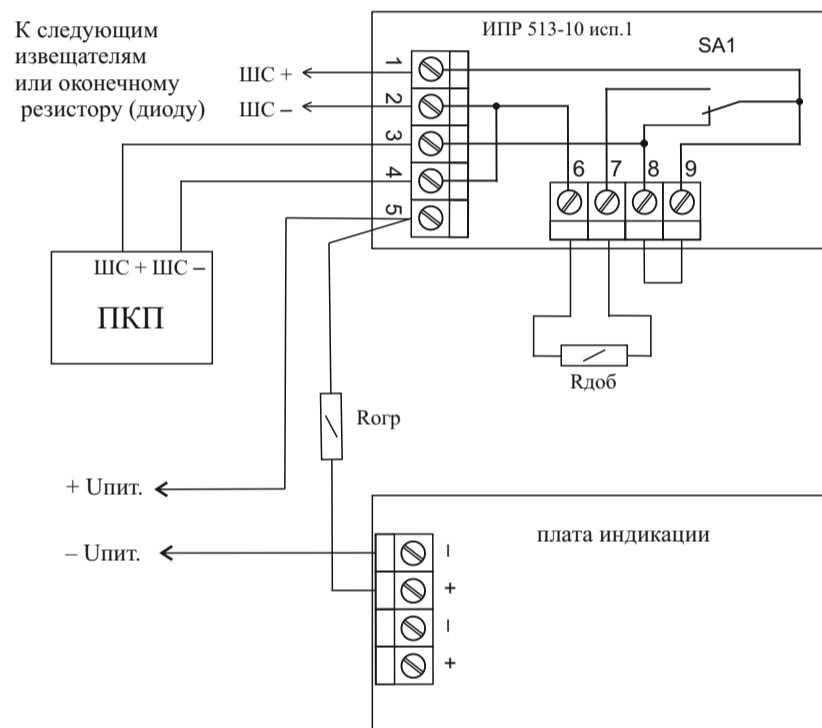 К следующим
извещателям
или оконечному
резистору (диоду)
ШС +
ШС –
ИПР 513-10 исп.1
SA1
1
2
3
4
5
6 7 8 9
ШС + ШС –
ПКП
Rдоб
Rогр
+ Uпит.
– Uпит.
плата индикации
–
+
–
+